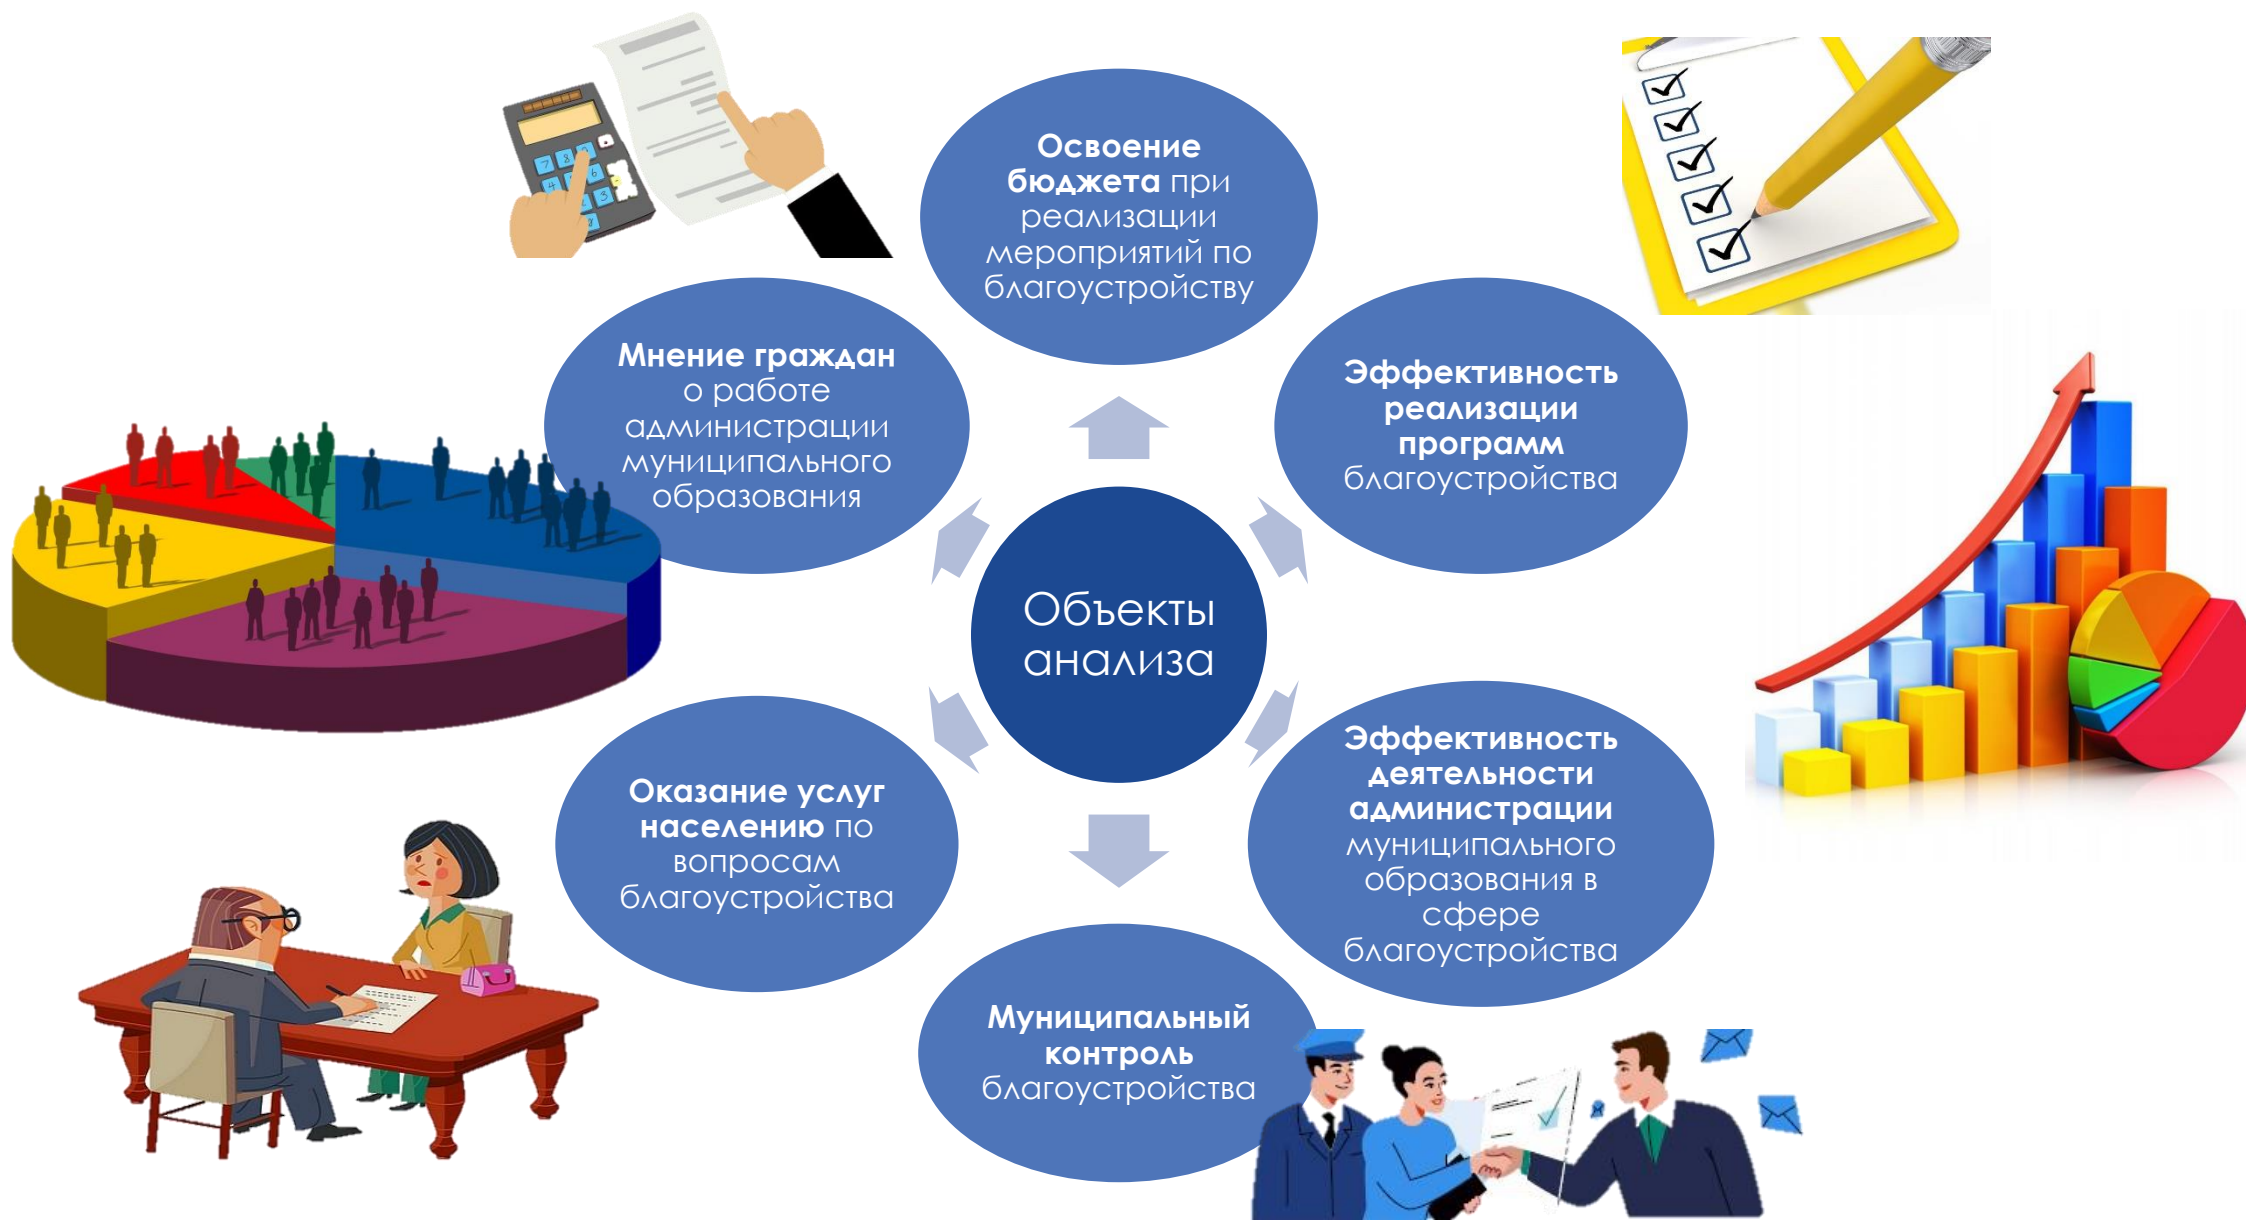 Освоение
бюджета при
реализации
мероприятий по
благоустройству
Мнение граждан
о работе
администрации
муниципального
образования
Эффективность
реализации
программ
благоустройства
Объекты
анализа
Оказание услуг
населению по
вопросам
благоустройства
Эффективность
деятельности
администрации
муниципального
образования в
сфере
благоустройства
Муниципальный
контроль
благоустройства